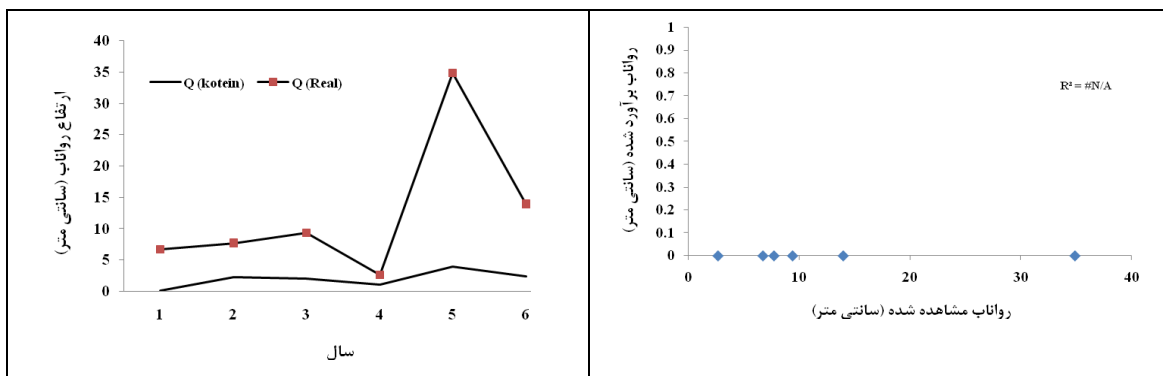 40
35
30
25
20
15
10
5
0
Q (kotein) Q (Real)
ارتفاع رواناب (سانتی متر)
1 2 3 4 5 6
سال
1
0.9
0.8
0.7
0.6
0.5
0.4
0.3
0.2
0.1
0
R² = #N/A
رواناب برآورد شده (سانتی متر)
0 10 20 30 40
رواناب مشاهده شده (سانتی متر)